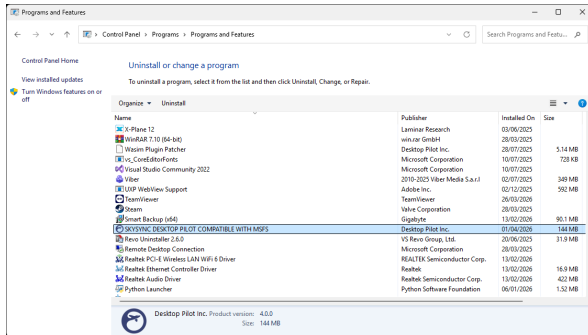 Programs and Features
Control Panel > Programs > Programs and Features
Search Programs and Featu...
Control Panel Home
View installed updates
Turn Windows features on or off
Uninstall or change a program
To uninstall a program, select it from the list and then click Uninstall, Change, or Repair.
Organize Uninstall
Name Publisher Installed On Size
X-Plane 12 Laminar Research 03/06/2025
WinRAR 7.10 (64-bit) win.rar GmbH 28/03/2025
Wasim Plugin Patcher Desktop Pilot Inc. 28/07/2025 5.14 MB
vs_CoreEditorFonts Microsoft Corporation 10/07/2025 728 KB
Visual Studio Community 2022 Microsoft Corporation 10/07/2025
Viber 2010-2025 Viber Media S.a.r.l 02/07/2025 349 MB
UXP WebView Support Adobe Inc. 02/12/2025 592 MB
TeamViewer TeamViewer 26/03/2026
Steam Valve Corporation 28/03/2025
Smart Backup (x64) Gigabyte 13/02/2026 90.1 MB
SKYSYNC DESKTOP PILOT COMPATIBLE WITH MSFS Desktop Pilot Inc. 01/04/2026 144 MB
Revo Uninstaller 2.6.0 VS Revo Group, Ltd. 20/06/2025 31.9 MB
Remote Desktop Connection Microsoft Corporation 28/03/2025
Realtek PCI-E Wireless LAN WiFi 6 Driver REALTEK Semiconductor Corp. 13/02/2026
Realtek Ethernet Controller Driver Realtek 13/02/2026 16.9 MB
Realtek Audio Driver Realtek Semiconductor Corp. 13/02/2026 422 MB
Python Launcher Python Software Foundation 06/01/2026 1.52 MB
Desktop Pilot Inc. Product version: 4.0.0
Size: 144 MB